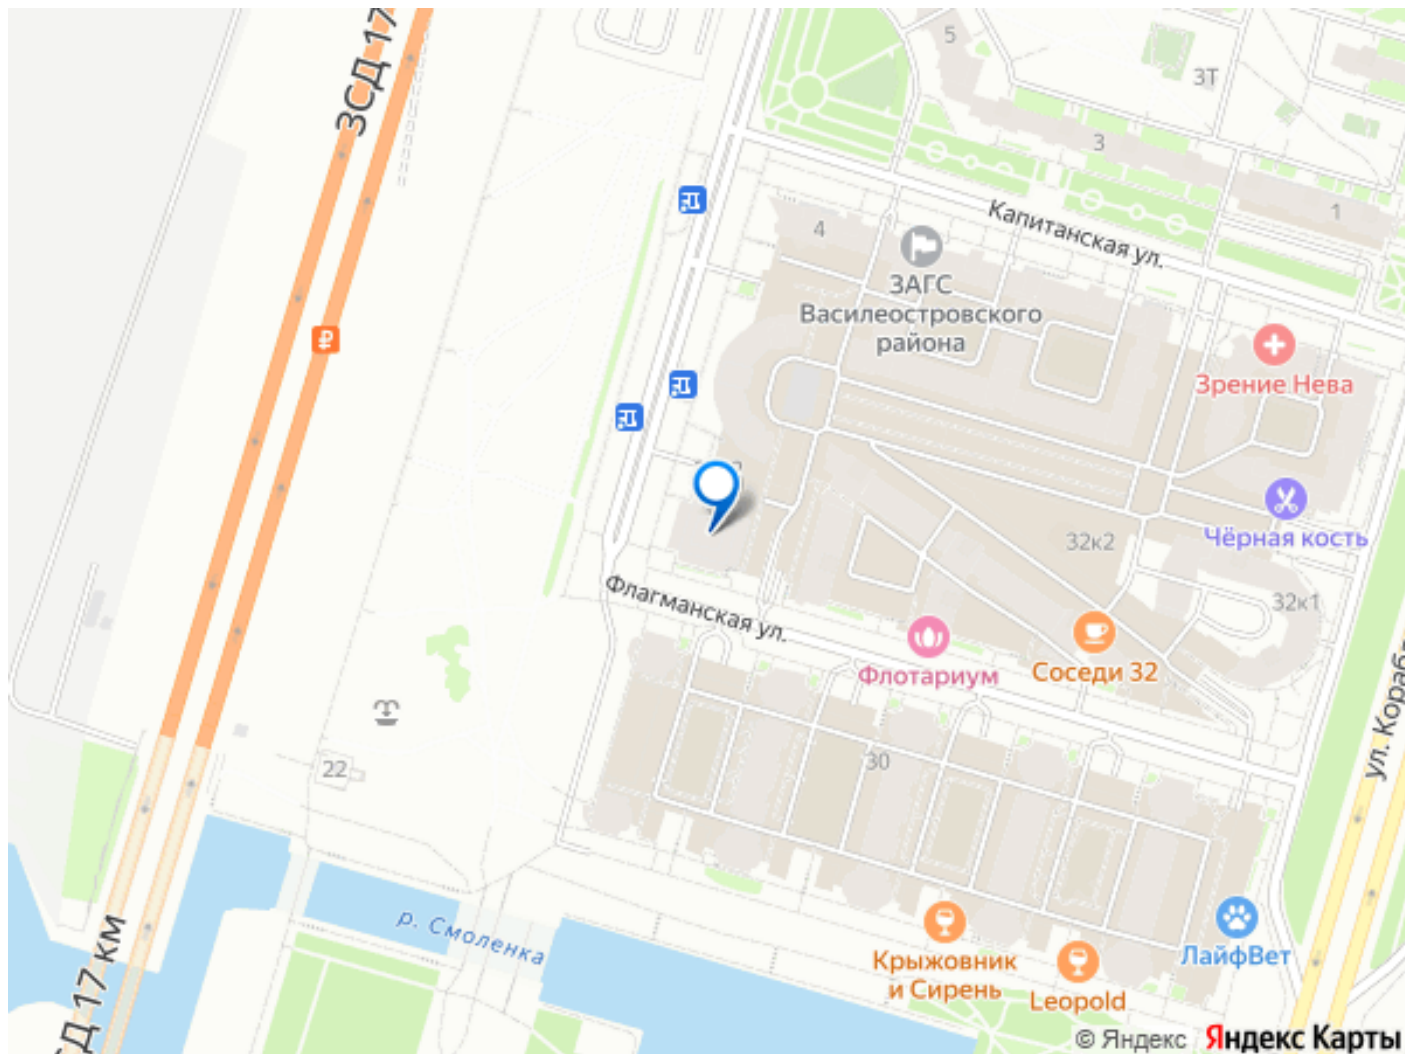 ЗСД 17
5
3Т
3
1
Капитанская ул.
4
ЗАГС
Василеостровского
района
Зрение Нева
Чёрная кость
32к2
32к1
Флагманская ул.
Соседи 32
Флотариум
ул. Кораб
22
30
р. Смоленка
СД 17 км
Крыжовник
и Сирень
Leopold
ЛайфВет
© Яндекс Яндекс Карты